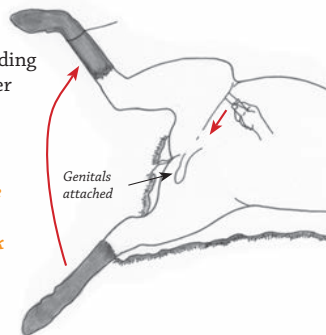 ding
er
Genitals
attached
e
x